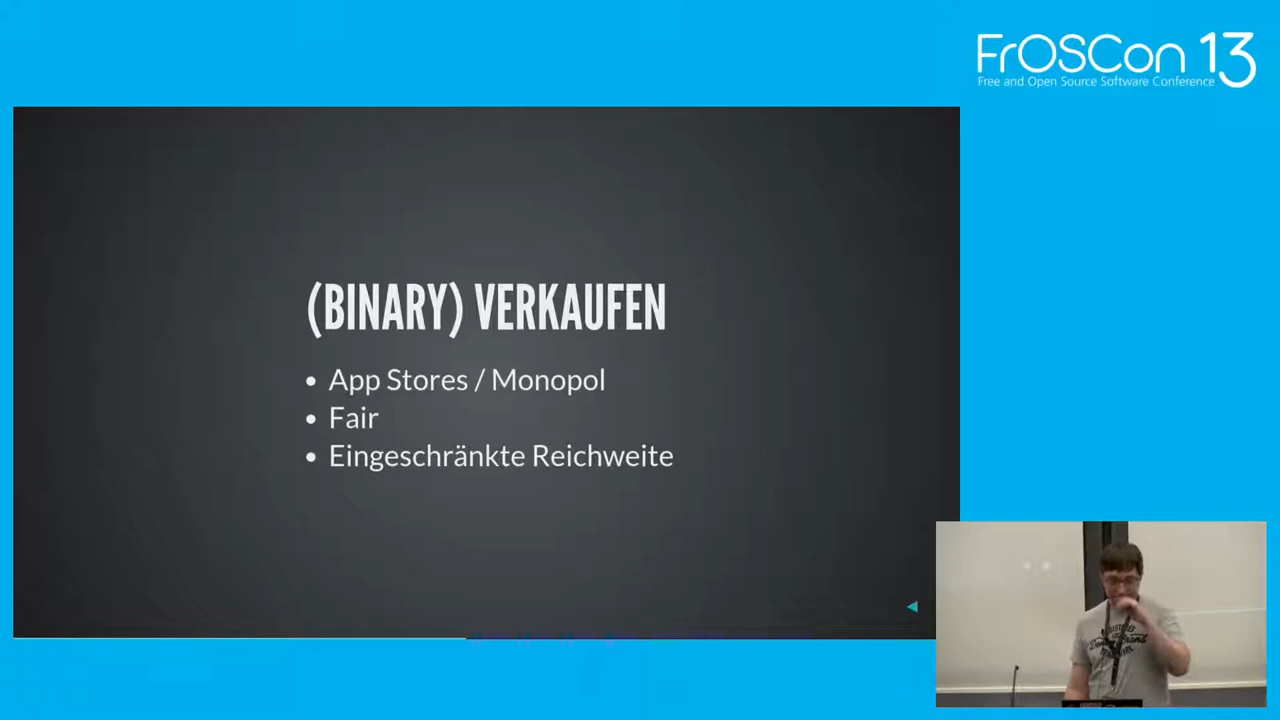 FrOSCon 13
Free and Open Source Software Conference
(BINARY) VERKAUFEN
• App Stores / Monopol
• Fair
• Eingeschränkte Reichweite